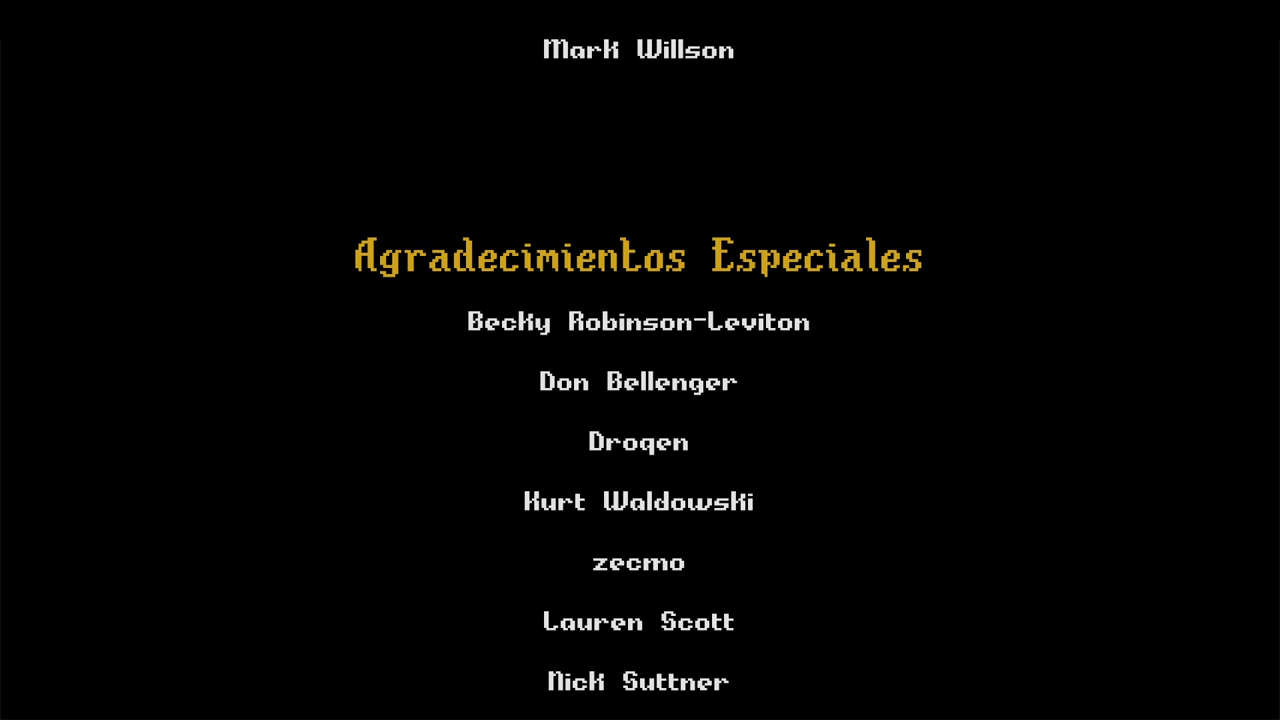 Mark Willson
Agradecimientos Especiales
Becky Robinson-Leviton
Don Bellenger
Droqen
Kurt Waldowski
zecmo
Lauren Scott
Nick Suttner